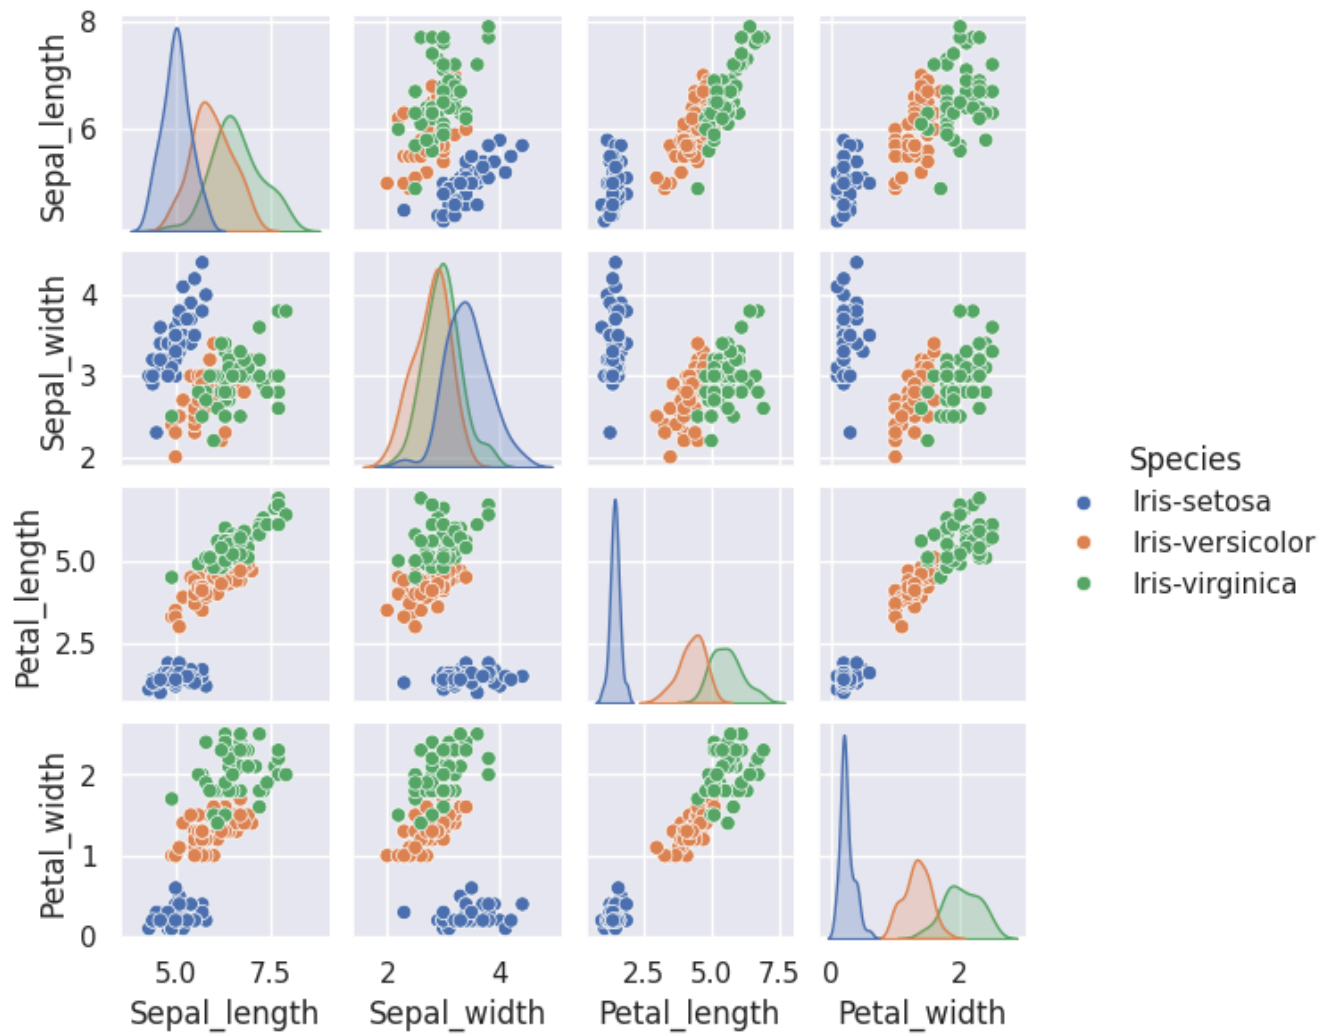 Sepal_length
8
6
Sepal_width
4
3
2
Petal_length
5.0
2.5
Petal_width
2
1
0
5.0 7.5
2 4
2.5 5.0 7.5
0 2
Sepal_length
Sepal_width
Petal_length
Petal_width
Species
Iris-setosa
Iris-versicolor
Iris-virginica